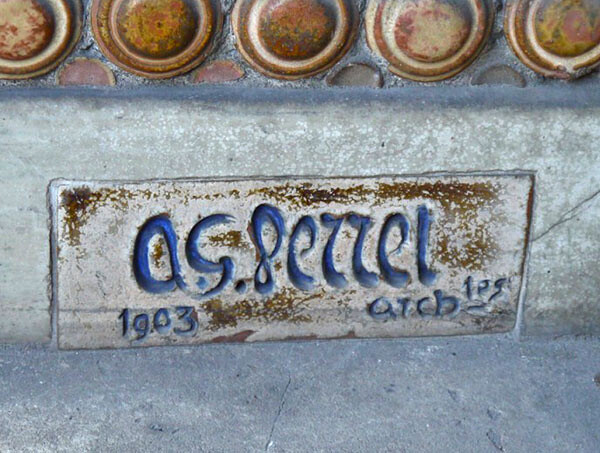 A.G. Perret
1903 archtes